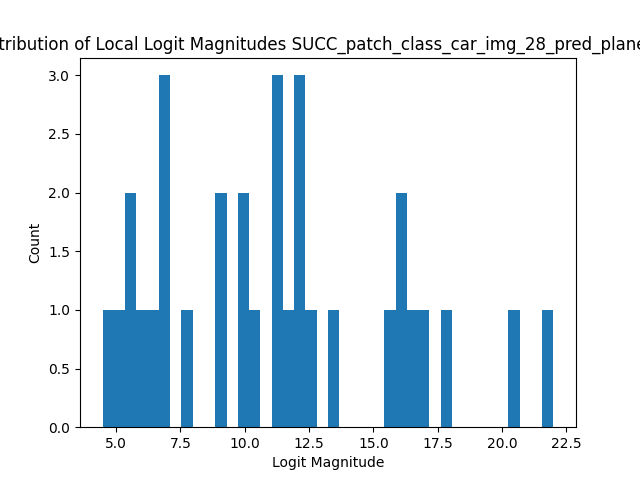 tribution of Local Logit Magnitudes SUCC_patch_class_car_img_28_pred_plane
3.0
2.5
2.0
1.5
1.0
0.5
0.0
Count
5.0 7.5 10.0 12.5 15.0 17.5 20.0 22.5
Logit Magnitude